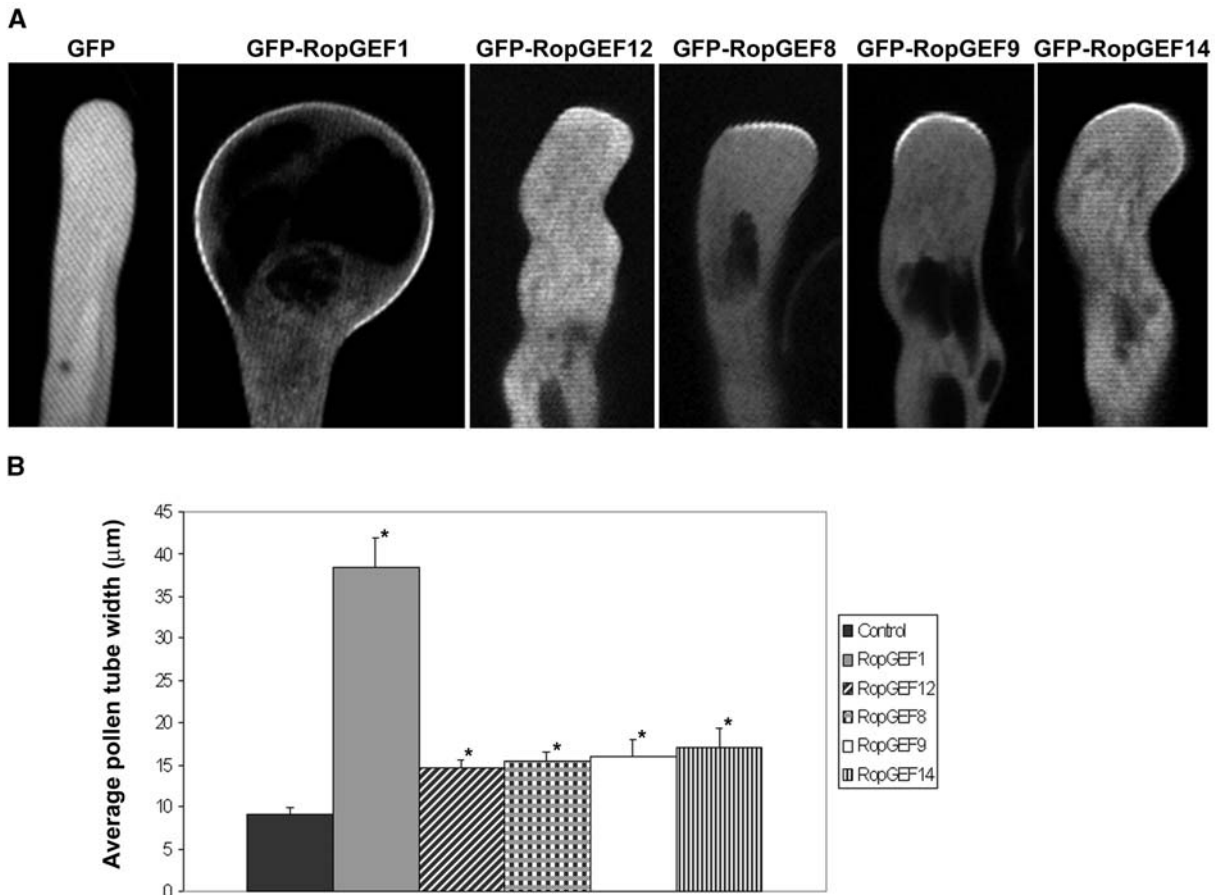 A
GFP GFP-RopGEF1 GFP-RopGEF12 GFP-RopGEF8 GFP-RopGEF9 GFP-RopGEF14
B
Average pollen tube width (μm)
45
40
35
30
25
20
15
10
5
0
*
*
*
*
*
Control
RopGEF1
RopGEF12
RopGEF8
RopGEF9
RopGEF14